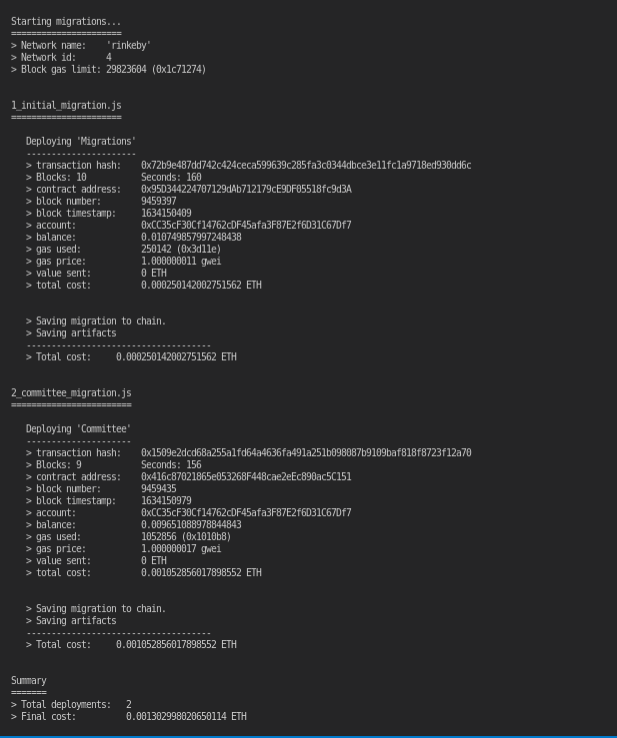 Starting migrations...
======================
> Network name:    'rinkeby'
> Network id:      4
> Block gas limit: 29823604 (0x1c71274)
1_initial_migration.js
======================
Deploying 'Migrations'
----------------------
> transaction hash:    0x72b9e487dd742c424ceca599639c285fa3c0344dbce3e11fc1a9718ed930dd6c
> Blocks: 10           Seconds: 160
> contract address:    0x95D344224707129dAb712179cE9DF05518fc9d3A
> block number:        9459397
> block timestamp:     1634150409
> account:             0xCC35cF30Cf14762cDF45afa3F87E2f6D31C67Df7
> balance:             0.010749857997248438
> gas used:            250142 (0x3d11e)
> gas price:           1.000000011 gwei
> value sent:          0 ETH
> total cost:          0.000250142002751562 ETH
> Saving migration to chain.
> Saving artifacts
-------------------------------------
> Total cost:     0.000250142002751562 ETH
2_committee_migration.js
========================
Deploying 'Committee'
---------------------
> transaction hash:    0x1509e2dcd68a255a1fd64a4636fa491a251b098087b9109baf818f8723f12a70
> Blocks: 9            Seconds: 156
> contract address:    0x416c87021865e053268F448cae2eEc890ac5C151
> block number:        9459435
> block timestamp:     1634150979
> account:             0xCC35cF30Cf14762cDF45afa3F87E2f6D31C67Df7
> balance:             0.009651088978844843
> gas used:            1052856 (0x1010b8)
> gas price:           1.000000017 gwei
> value sent:          0 ETH
> total cost:          0.001052856017898552 ETH
> Saving migration to chain.
> Saving artifacts
-------------------------------------
> Total cost:     0.001052856017898552 ETH
Summary
=======
> Total deployments:   2
> Final cost:          0.001302998020650114 ETH